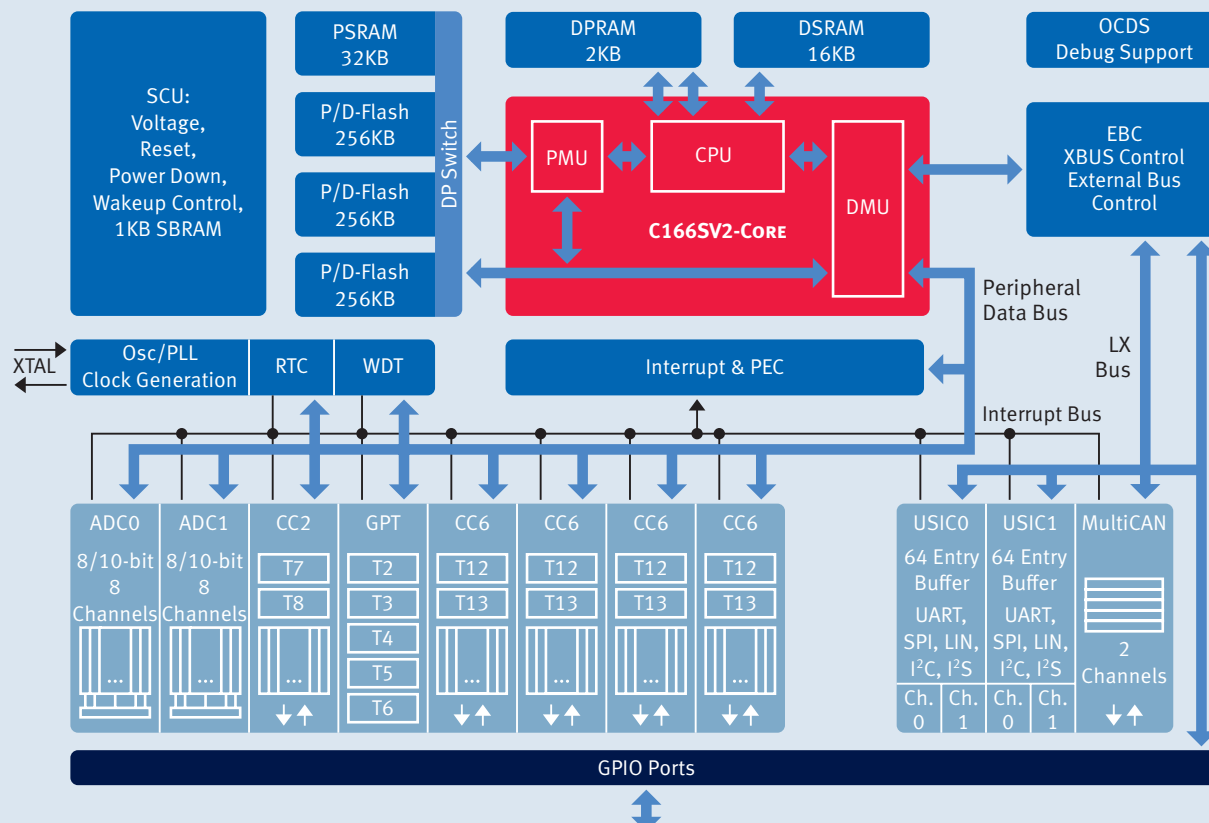 SCU:
Voltage,
Reset,
Power Down,
Wakeup Control,
1KB SBRAM
PSRAM
32KB
P/D-Flash
256KB
P/D-Flash
256KB
P/D-Flash
256KB
DP Switch
DPRAM
2KB
DSRAM
16KB
PMU
CPU
DMU
C166SV2-Core
OCDS
Debug Support
EBC
XBUS Control
External Bus
Control
Peripheral
Data Bus
LX
Bus
XTAL
Osc/PLL
Clock Generation
RTC
WDT
Interrupt & PEC
Interrupt Bus
ADC0
8/10-bit
8
Channels
...
ADC1
8/10-bit
8
Channels
...
CC2
T7
T8
...
GPT
T2
T3
T4
T5
T6
CC6
T12
T13
...
CC6
T12
T13
...
CC6
T12
T13
...
CC6
T12
T13
...
USIC0
64 Entry
Buffer
UART,
SPI, LIN,
I²C, I²S
Ch.
0
Ch.
1
USIC1
64 Entry
Buffer
UART,
SPI, LIN,
I²C, I²S
Ch.
0
Ch.
1
MultiCAN
2
Channels
GPIO Ports